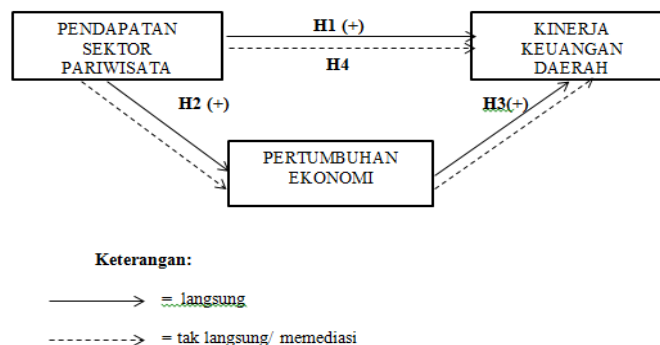 PENDAPATAN
SEKTOR
PARIWISATA
H1 (+)
H4
KINERJA
KEUANGAN
DAERAH
H2 (+)
H3(+)
PERTUMBUHAN
EKONOMI
Keterangan:
= langsung
= tak langsung/ memediasi